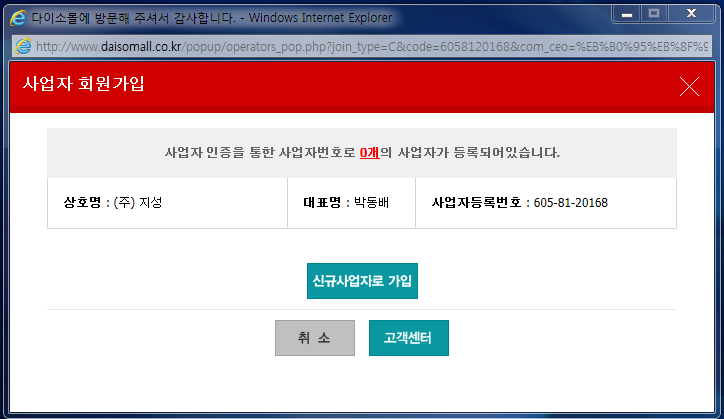 다이소몰에 방문해 주셔서 감사합니다. - Windows Internet Explorer
http://www.daisomall.co.kr/popup/operators_pop.php?join_type=C&code=6058120168&com_ceo=%EB%B0%95%EB%8F%9
사업자 회원가입
사업자 인증을 통한 사업자번호로 0개의 사업자가 등록되어있습니다.
상호명 : (주) 지성 대표명 : 박동배 사업자등록번호 : 605-81-20168
신규사업자로 가입
취 소 고객센터